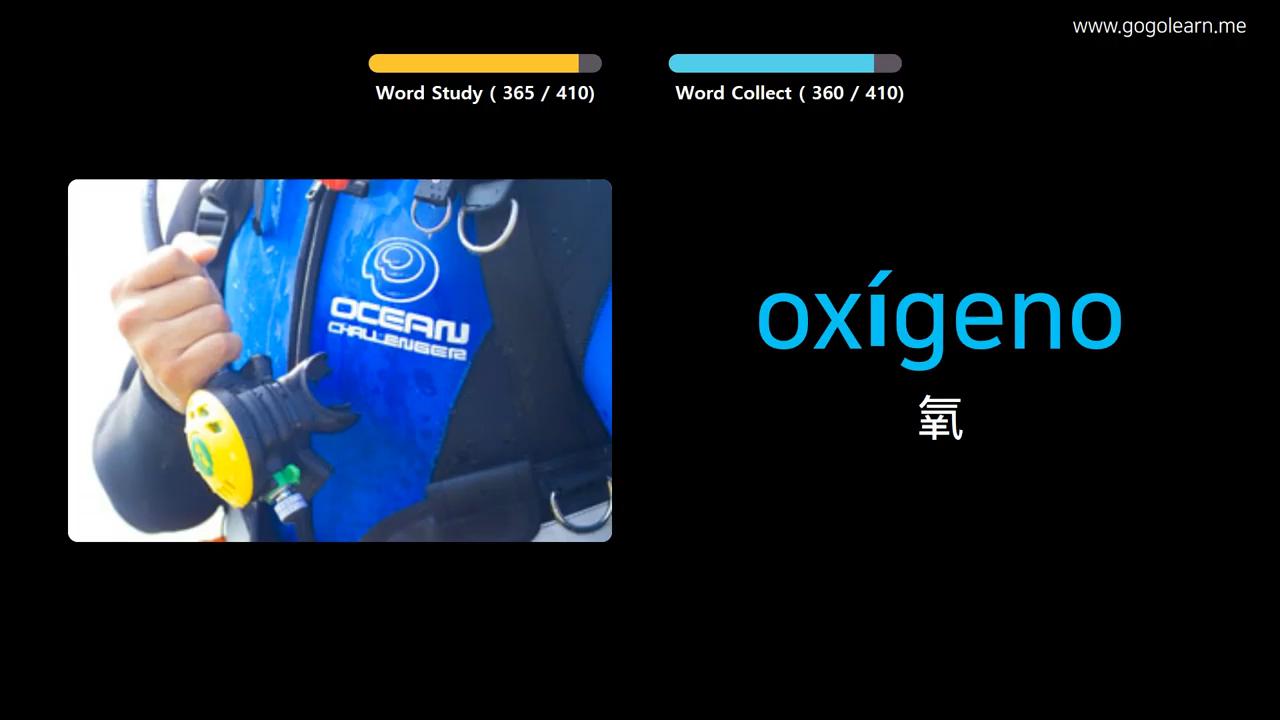 www.gogolearn.me
Word Study ( 365 / 410)
Word Collect ( 360 / 410)
OCEAN
CHALLENGER
oxígeno
氧